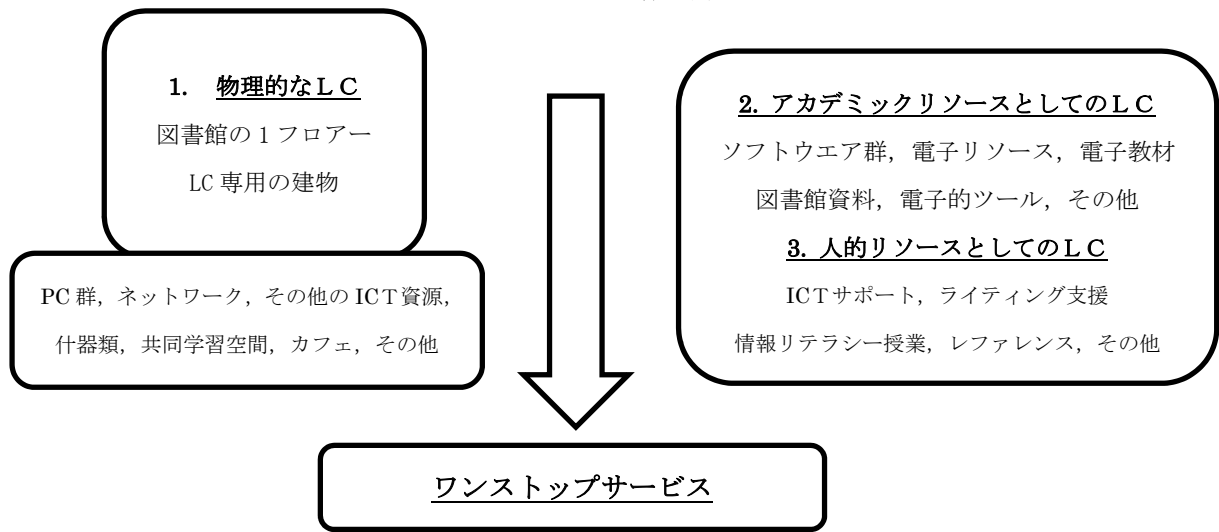 1. 物理的なＬＣ
図書館の 1 フロアー
LC 専用の建物
PC 群，ネットワーク，その他の ICＴ資源，
什器類，共同学習空間，カフェ，その他
2. アカデミックリソースとしてのＬＣ
ソフトウエア群，電子リソース，電子教材
図書館資料，電子的ツール，その他
3. 人的リソースとしてのＬＣ
ICＴサポート，ライティング支援
情報リテラシー授業，レファレンス，その他
ワンストップサービス